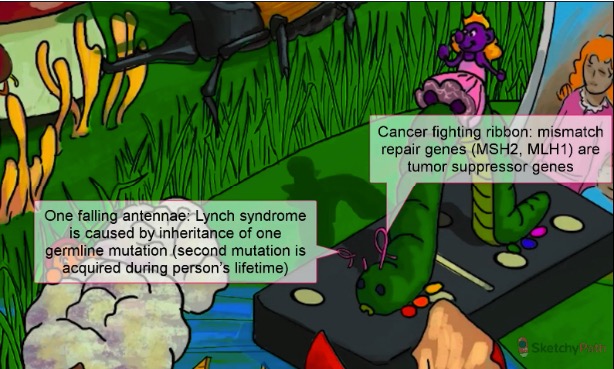 Cancer fighting ribbon: mismatch
repair genes (MSH2, MLH1) are
tumor suppressor genes
One falling antennae: Lynch syndrome
is caused by inheritance of one
germline mutation (second mutation is
acquired during person's lifetime)
SketchyPath